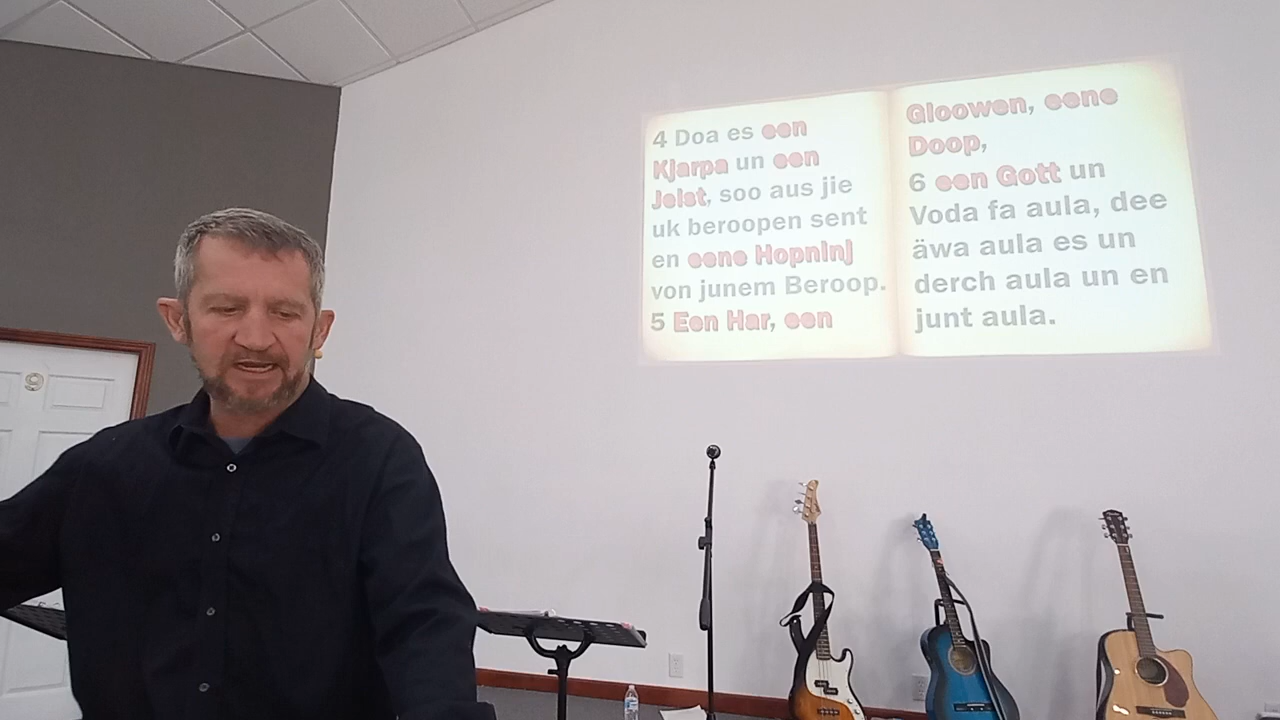 4 Doa es een
Kjarpa un een
Jeist, soo aus jie
uk beroopen sent
en eene Hopninj
von junem Beroop.
5 Een Har, een
Gloowen, eene
Doop,
6 een Gott un
Voda fa aula, dee
äwa aula es un
derch aula un en
junt aula.